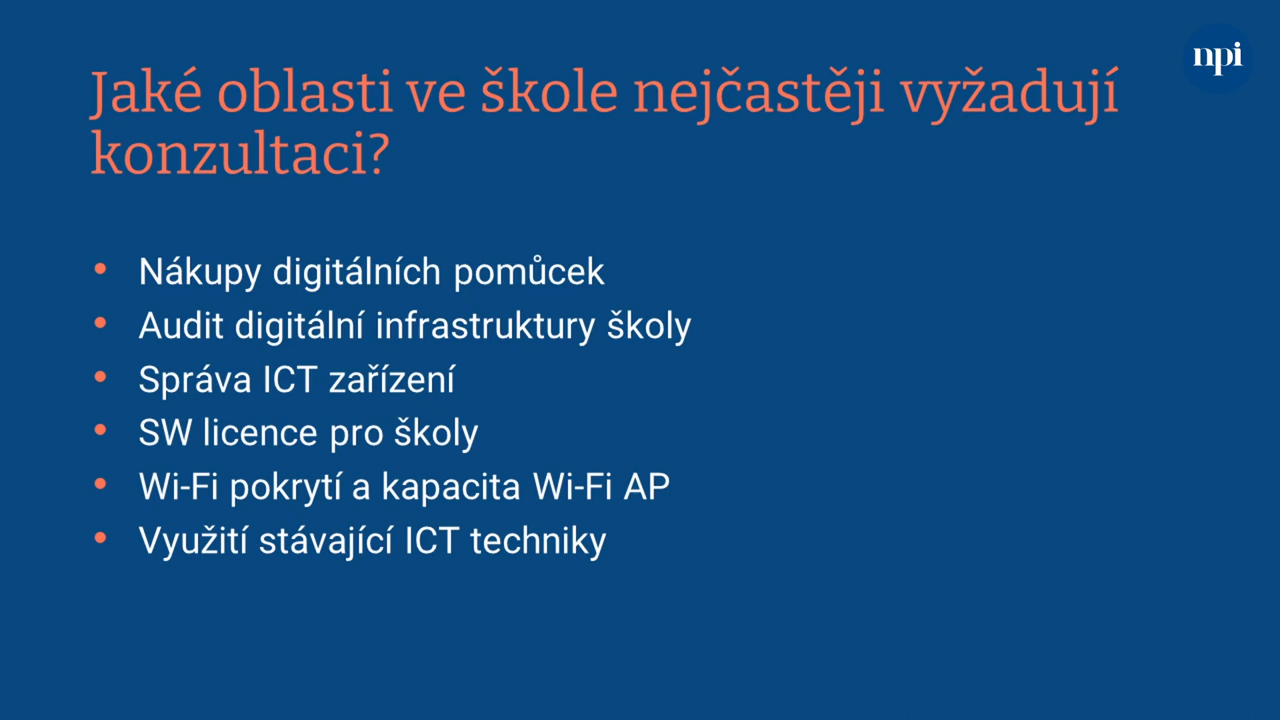 npi
Jaké oblasti ve škole nejčastěji vyžadují
konzultaci?
• Nákupy digitálních pomůcek
• Audit digitální infrastruktury školy
• Správa ICT zařízení
• SW licence pro školy
• Wi-Fi pokrytí a kapacita Wi-Fi AP
• Využití stávající ICT techniky